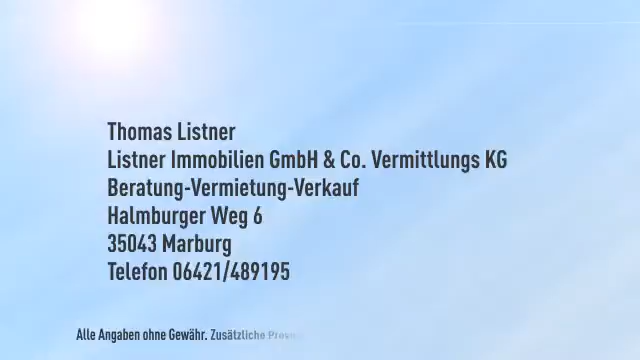 Thomas Listner
Listner Immobilien GmbH & Co. Vermittlungs KG
Beratung-Vermietung-Verkauf
Halmburger Weg 6
35043 Marburg
Telefon 06421/489195
Alle Angaben ohne Gewähr. Zusätzliche